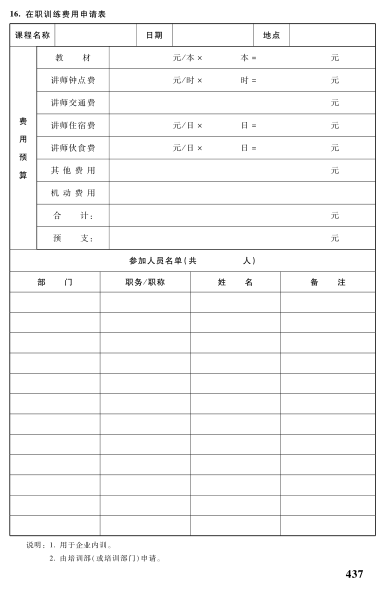 16. 在职训练费用申请表
课程名称 日期 地点
费用预算
教 材 元/本× 本= 元
讲师钟点费 元/时× 时= 元
讲师交通费 元
讲师住宿费 元/日× 日= 元
讲师伙食费 元/日× 日= 元
其他费用 元
机动费用
合 计: 元
预 支: 元
参加人员名单(共 人)
部 门 职务/职称 姓 名 备 注
说明: 1. 用于企业内训。
2. 由培训部(或培训部门)申请。
437